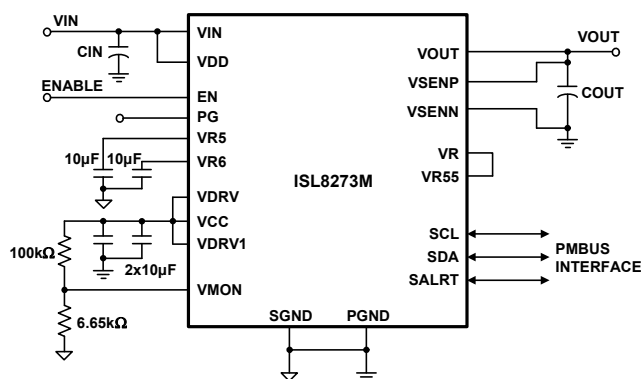 VIN
VIN
VOUT
CIN
VDD
VOUT
VSENP
ENABLE
EN
VSENN
COUT
PG
VR5
10µF 10µF
VR6
VR
ISL8273M
VR55
VDRV
VCC
100kΩ
VDRV1
2x10µF
SCL
SDA
PMBUS
INTERFACE
SALRT
VMON
6.65kΩ
SGND
PGND